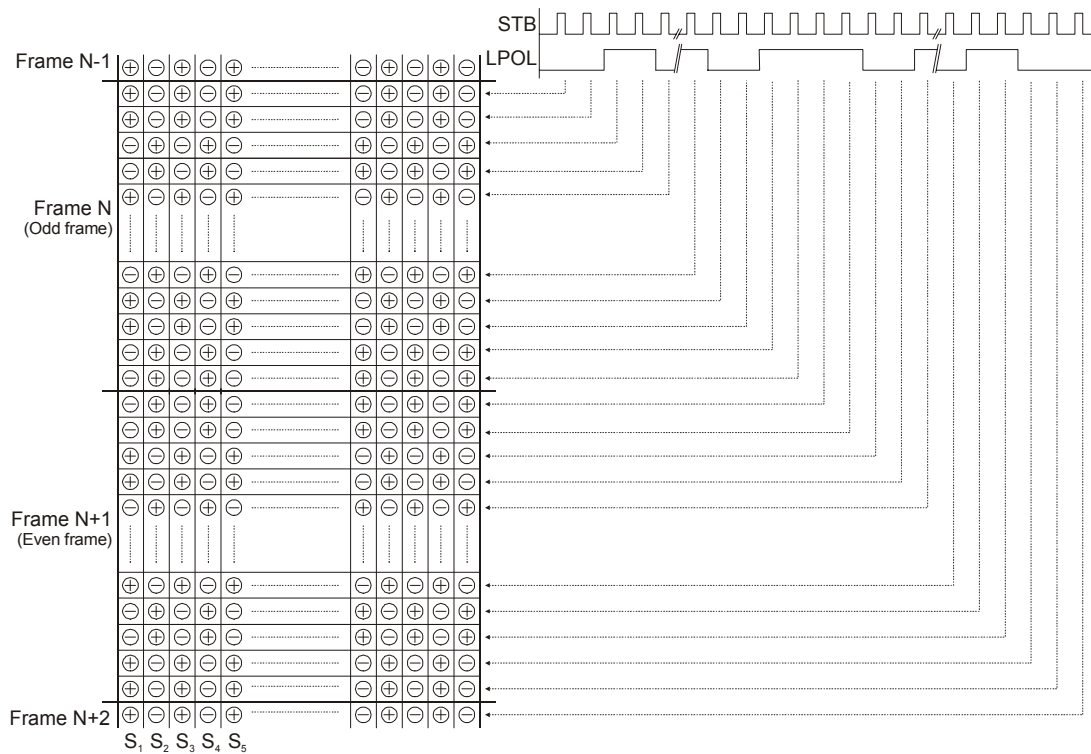 STB
LPOL
Frame N-1
Frame N
(Odd frame)
Frame N+1
(Even frame)
Frame N+2
S1 S2 S3 S4 S5